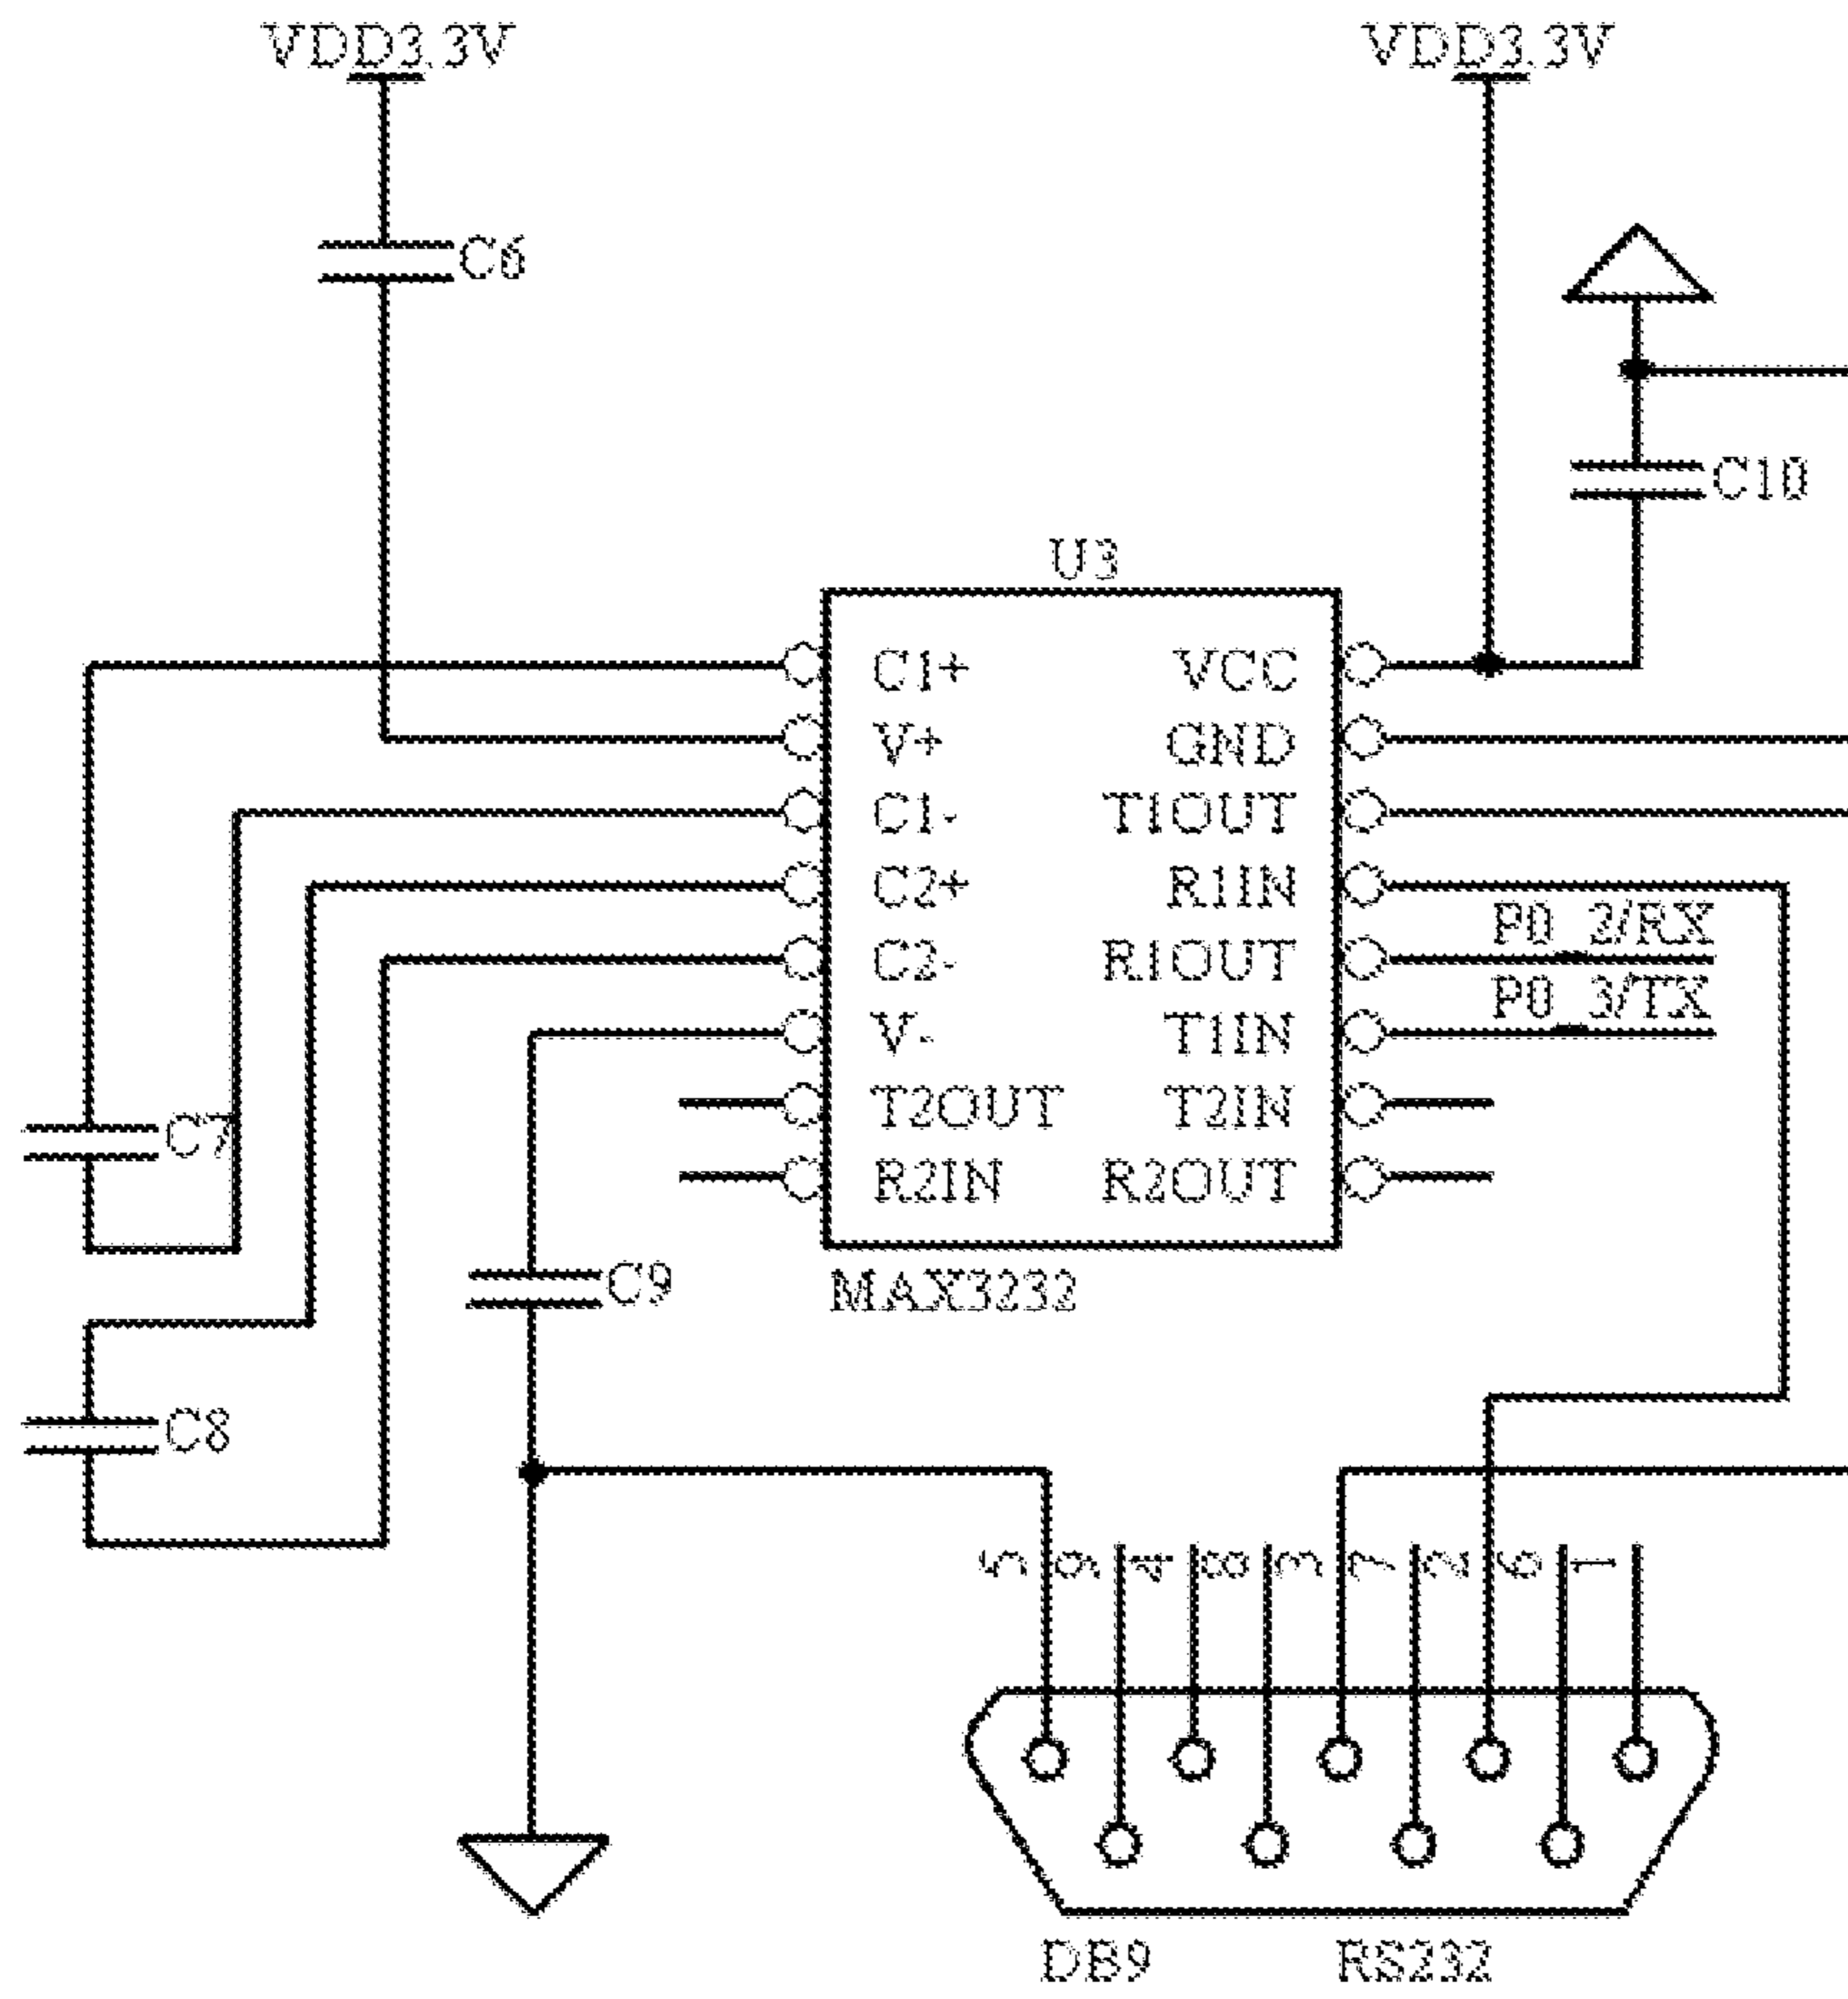 VDD3.3V
VDD3.3V
C6
C10
U3
C1+
VCC
V+
GND
C1-
T1OUT
C2+
R1IN
P0_2/RX
C2-
R1OUT
P0_3/TX
V-
T1IN
T2OUT
T2IN
C7
R2IN
R2OUT
C9
MAX3232
C8
5 9 4 8 3 7 2 6 1
DB9
RS232